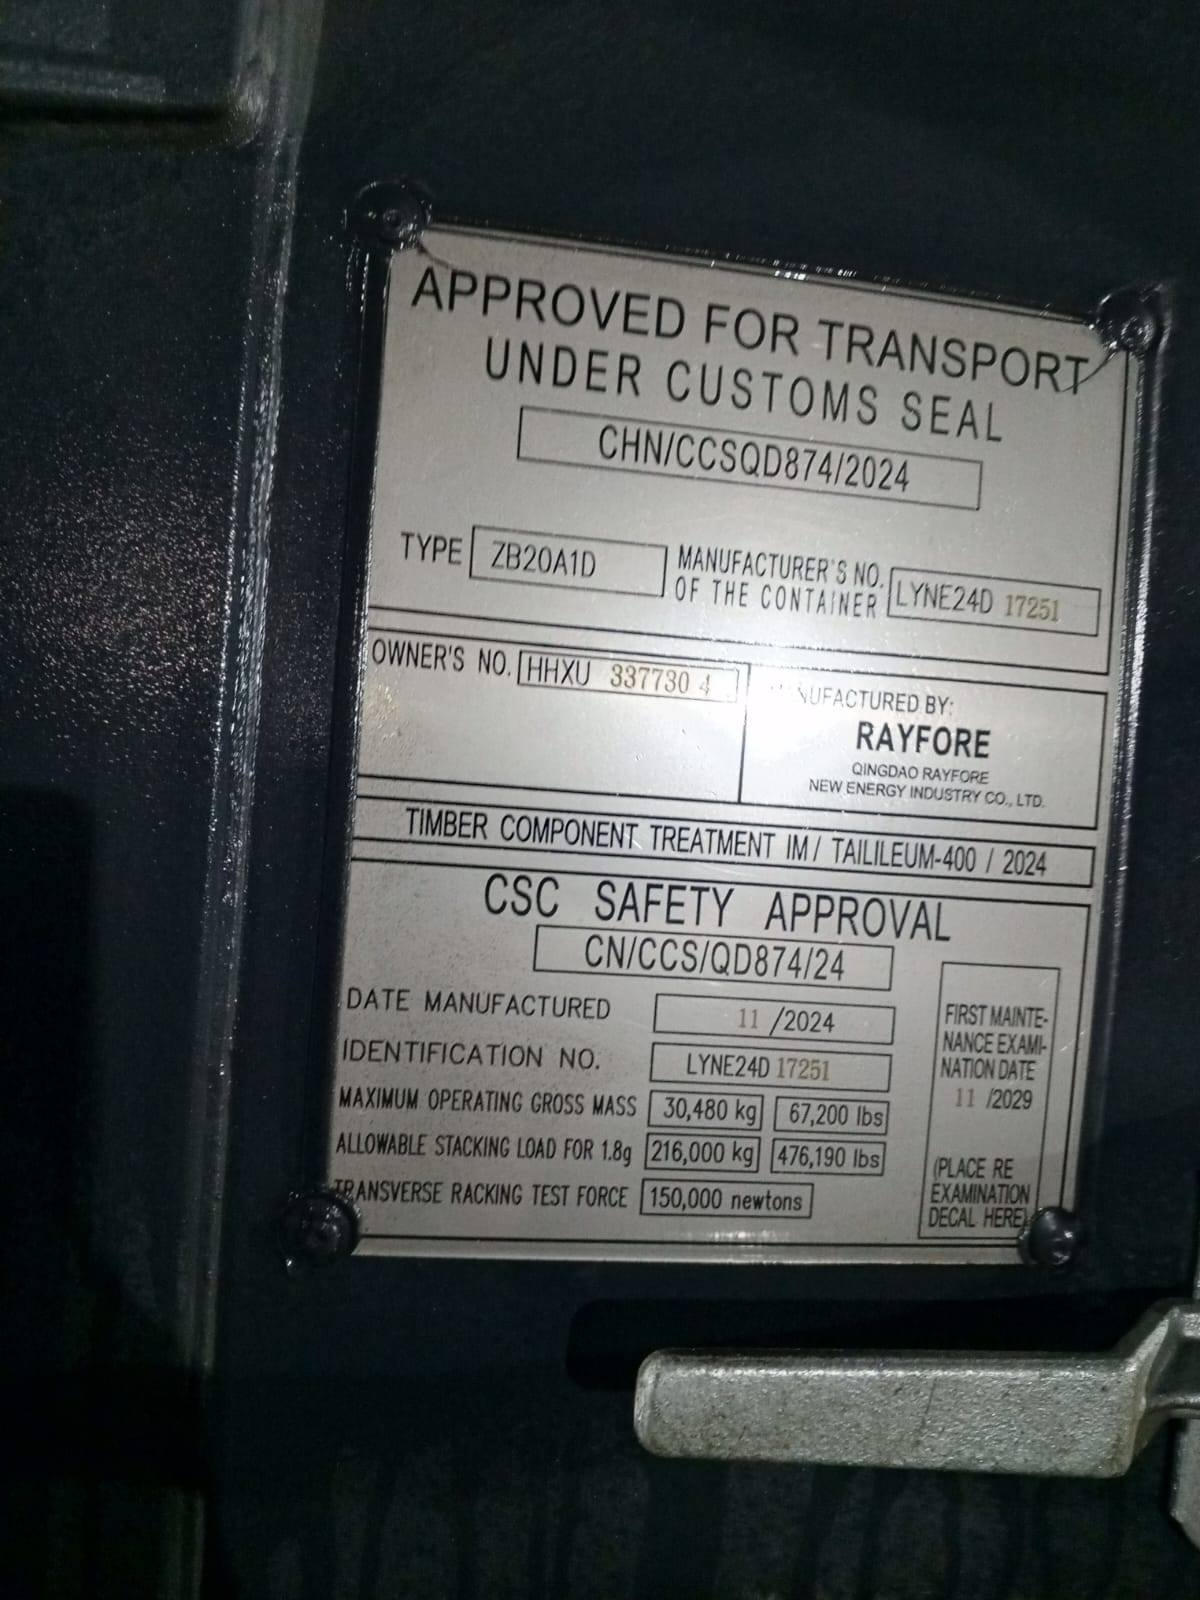 APPROVED FOR TRANSPORT
UNDER CUSTOMS SEAL
CHN/CCSQD874/2024
TYPE ZB20A1D
MANUFACTURER'S NO.
OF THE CONTAINER LYNE24D 17251
OWNER'S NO. HHXU 337730 4
MANUFACTURED BY:
RAYFORE
QINGDAO RAYFORE
NEW ENERGY INDUSTRY CO., LTD.
TIMBER COMPONENT TREATMENT IM / TAILILEUM-400 / 2024
CSC SAFETY APPROVAL
CN/CCS/QD874/24
DATE MANUFACTURED 11 /2024
IDENTIFICATION NO. LYNE24D 17251
MAXIMUM OPERATING GROSS MASS 30,480 kg 67,200 lbs
ALLOWABLE STACKING LOAD FOR 1.8g 216,000 kg 476,190 lbs
TRANSVERSE RACKING TEST FORCE 150,000 newtons
FIRST MAINTE-
NANCE EXAMI-
NATION DATE
11 /2029
(PLACE RE
EXAMINATION
DECAL HERE)